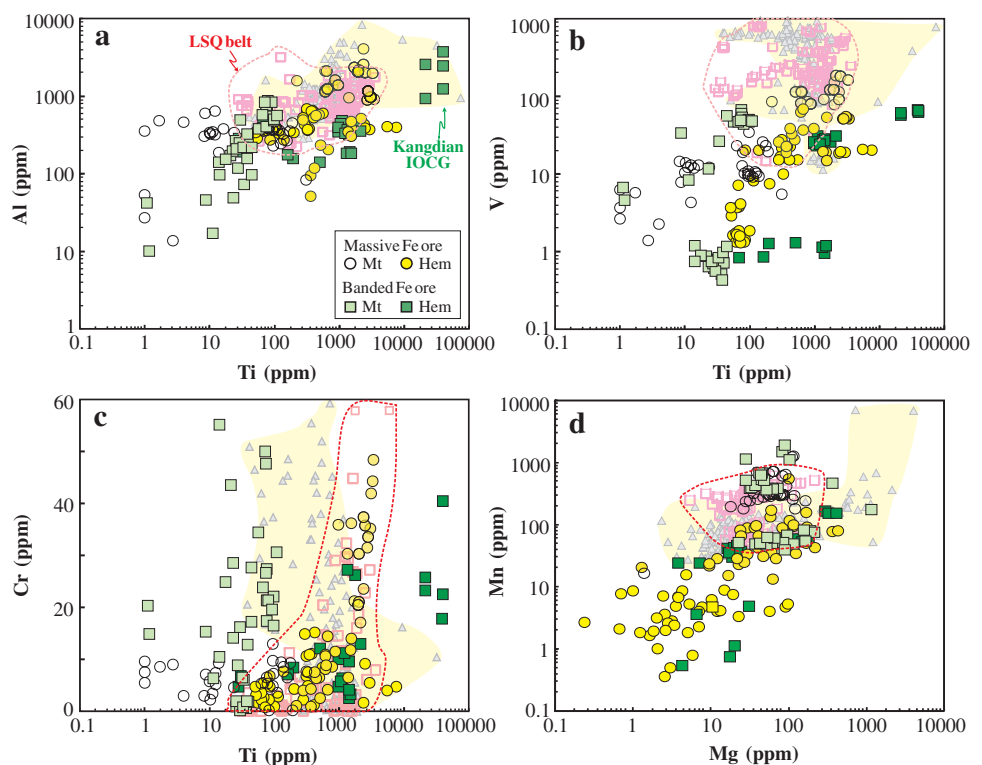 a
10000
1000
100
10
1
Al (ppm)
0.1 1 10 100 1000 10000 100000
Ti (ppm)
LSQ belt
Kangdian
IOCG
Massive Fe ore
Mt Hem
Banded Fe ore
Mt Hem
b
1000
100
10
1
0.1
V (ppm)
0.1 1 10 100 1000 10000 100000
Ti (ppm)
c
60
40
20
0
Cr (ppm)
0.1 1 10 100 1000 10000 100000
Ti (ppm)
d
10000
1000
100
10
1
0.1
Mn (ppm)
0.1 10 100 1000 10000
Mg (ppm)